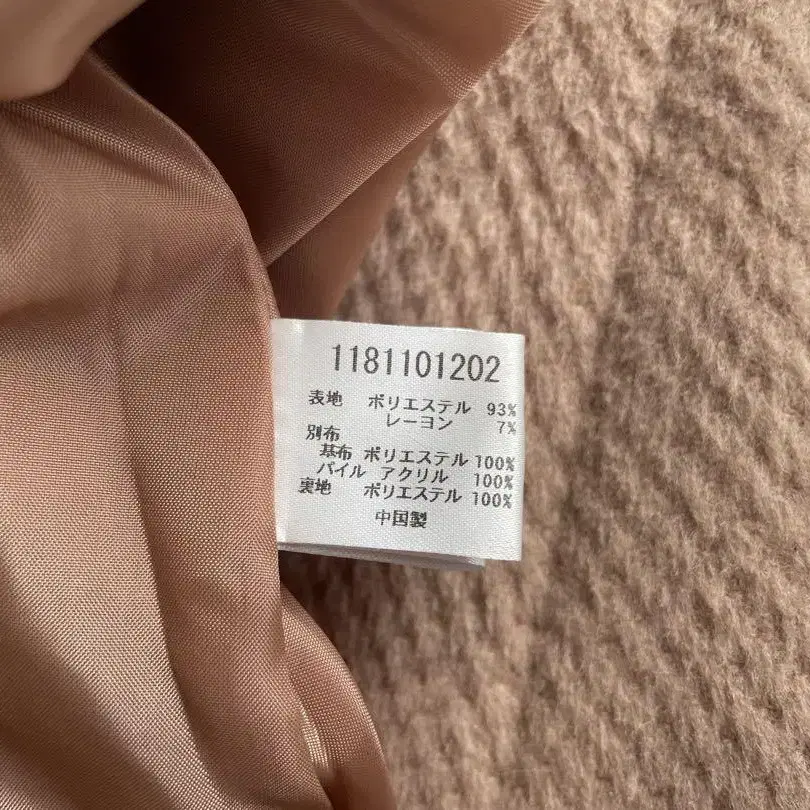 1181101202
表地 ポリエステル 93%
レーヨン 7%
別布
基布 ポリエステル 100%
パイル アクリル 100%
裏地 ポリエステル 100%
中国製